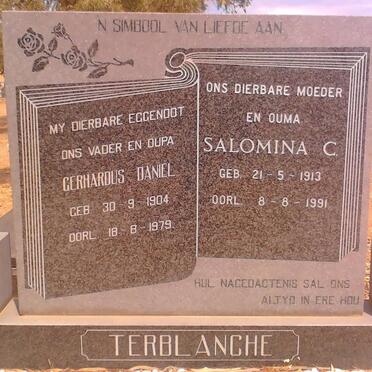 'N SIMBOOL VAN LIEFDE AAN
MY DIERBARE EGGENOOT
ONS VADER EN OUPA
GERHARDUS DANIEL
GEB 30-9-1904
OORL. 18-8-1979
ONS DIERBARE MOEDER
EN OUMA
SALOMINA C.
GEB. 21-5-1913
OORL. 8-8-1991
HUL NAGEDAGTENIS SAL ONS
ALTYD IN ERE HOU
TERBLANCHE